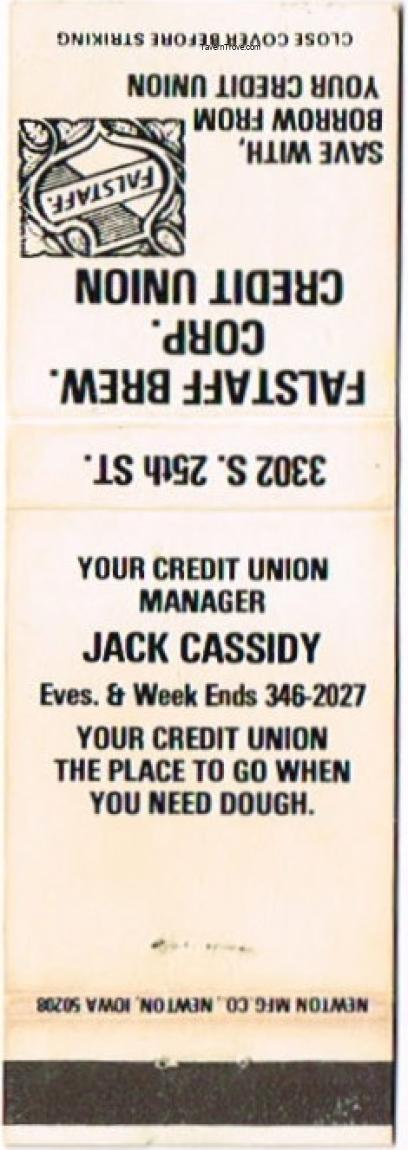 CLOSE COVER BEFORE STRIKING
TavernTrove.com
SAVE WITH,
BORROW FROM
YOUR CREDIT UNION
FALSTAFF.
FALSTAFF BREW.
CORP.
CREDIT UNION
3302 S. 25th ST.
YOUR CREDIT UNION
MANAGER
JACK CASSIDY
Eves. & Week Ends 346-2027
YOUR CREDIT UNION
THE PLACE TO GO WHEN
YOU NEED DOUGH.
NEWTON MFG. CO., NEWTON, IOWA 50208